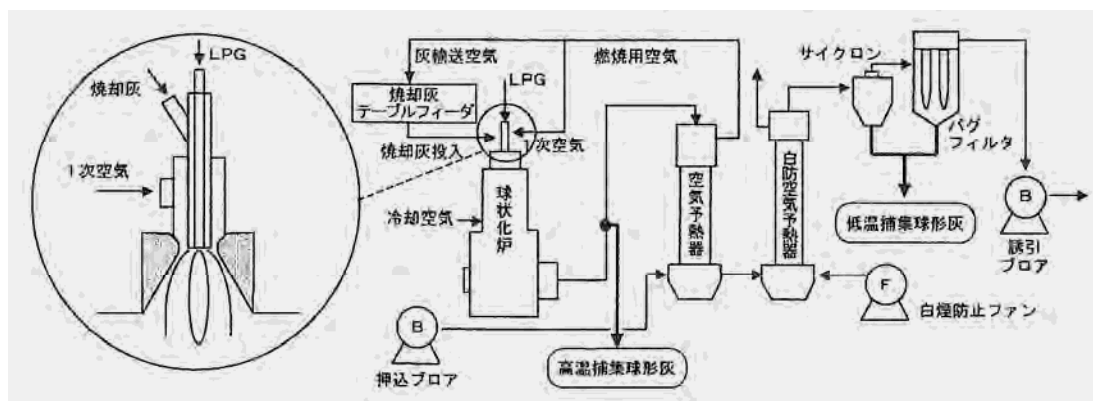 LPG
焼却灰
1次空気
灰輸送空気
焼却灰
テーブルフィーダ
焼却灰投入
LPG
燃焼用空気
1次空気
冷却空気
球状化炉
B
押込ブロア
高温捕集球形灰
空気予熱器
白防空気予熱器
サイクロン
バグ
フィルタ
低温捕集球形灰
B
誘引
ブロア
F
白煙防止ファン